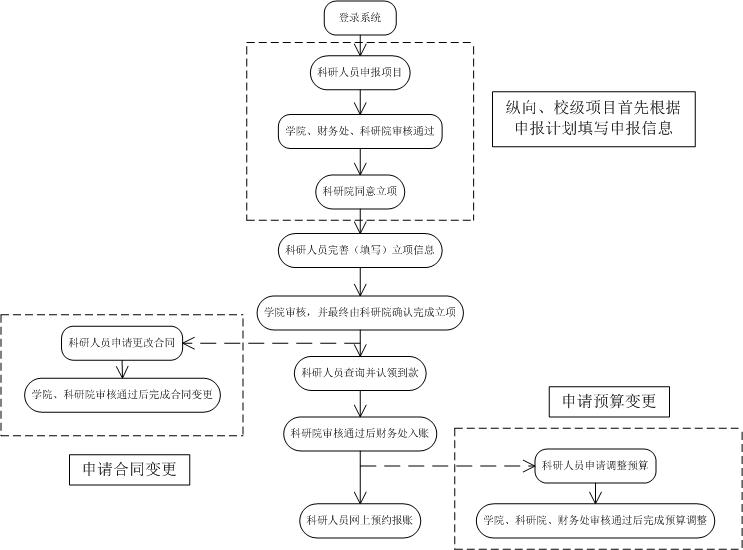 登录系统
科研人员申报项目
纵向、校级项目首先根据
申报计划填写申报信息
学院、财务处、科研院审核通过
科研院同意立项
科研人员完善（填写）立项信息
学院审核，并最终由科研院确认完成立项
科研人员申请更改合同
科研人员查询并认领到款
学院、科研院审核通过后完成合同变更
申请预算变更
科研院审核通过后财务处入账
申请合同变更
科研人员申请调整预算
科研人员网上预约报账
学院、科研院、财务处审核通过后完成预算调整